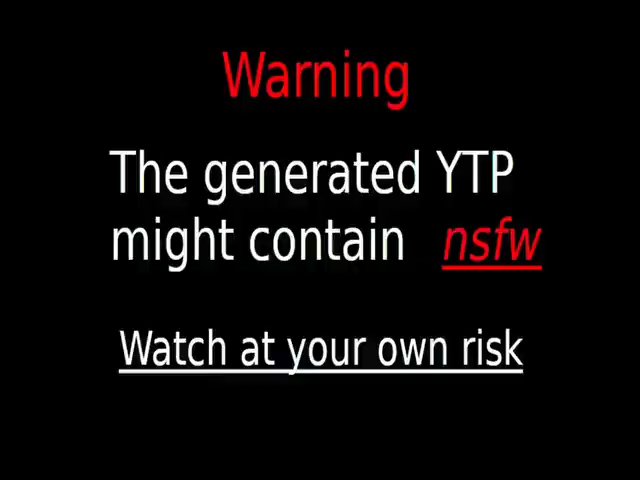 Warning
The generated YTP
might contain nsfw
Watch at your own risk